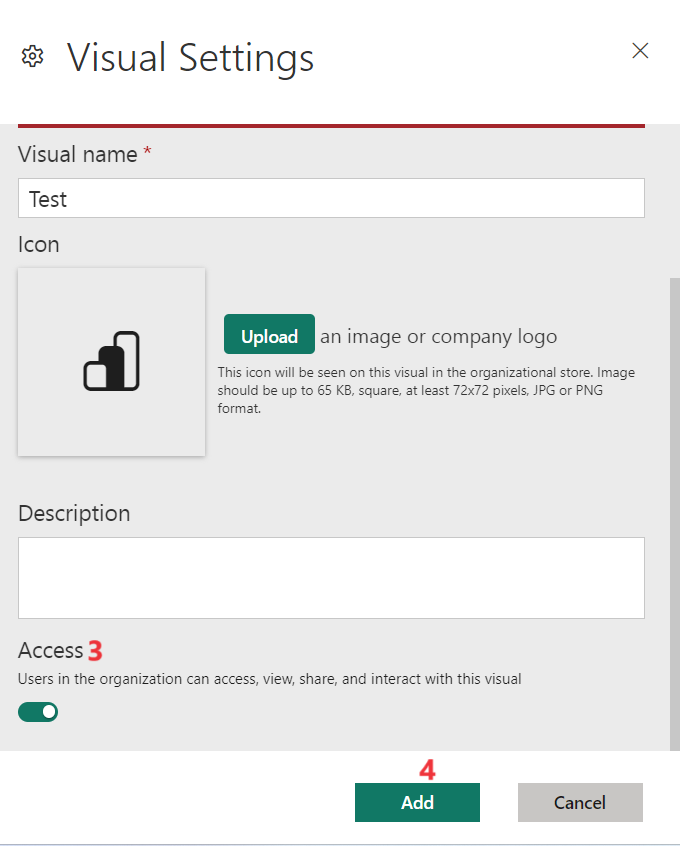 Visual Settings
Visual name *
Test
Icon
Upload an image or company logo
This icon will be seen on this visual in the organizational store. Image
should be up to 65 KB, square, at least 72x72 pixels, JPG or PNG
format.
Description
Access 3
Users in the organization can access, view, share, and interact with this visual
4
Add Cancel